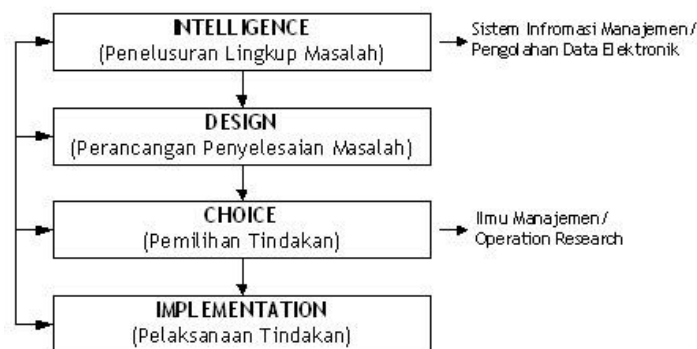 INTELLIGENCE
(Penelusuran Lingkup Masalah)
Sistem Infromasi Manajemen/
Pengolahan Data Elektronik
DESIGN
(Perancangan Penyelesaian Masalah)
CHOICE
(Pemilihan Tindakan)
Ilmu Manajemen/
Operation Research
IMPLEMENTATION
(Pelaksanaan Tindakan)